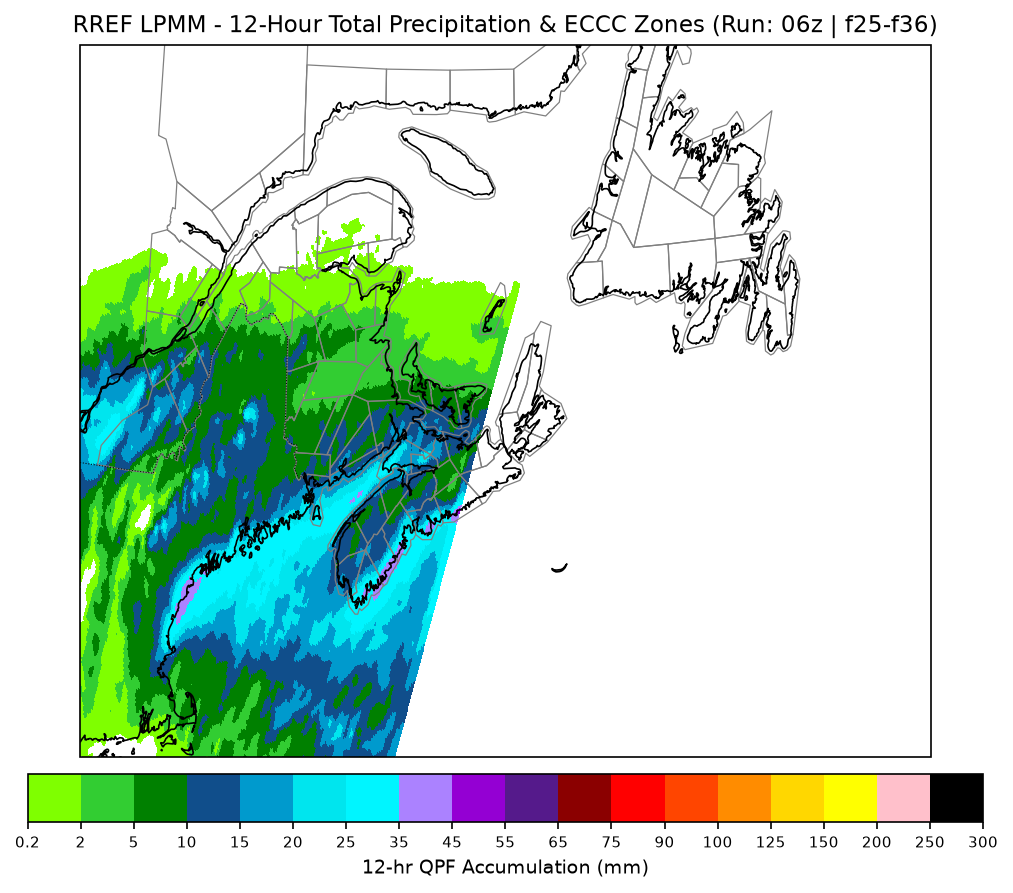 RREF LPMM - 12-Hour Total Precipitation & ECCC Zones (Run: 06z | f25-f36)
0.2 2 5 10 15 20 25 35 45 55 65 75 90 100 125 150 200 250 300
12-hr QPF Accumulation (mm)